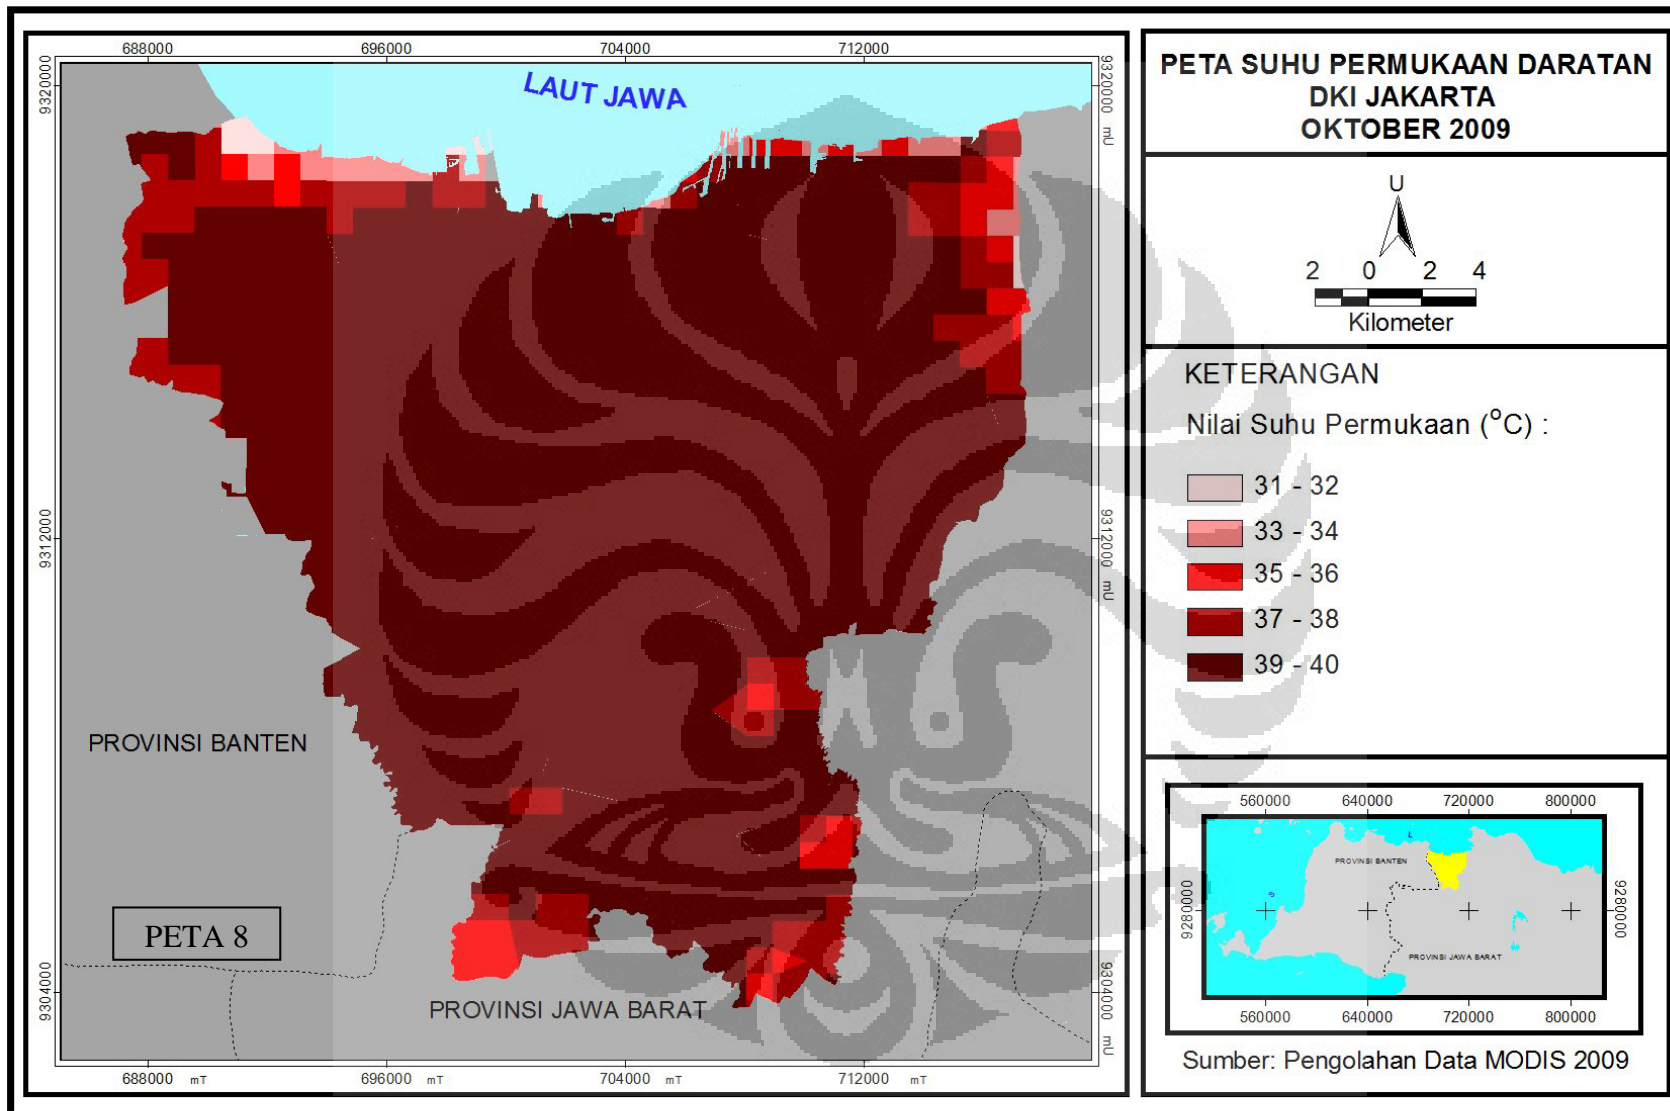 688000
696000
704000
712000
9320000
9320000 mU
LAUT JAWA
9312000
9312000 mU
PROVINSI BANTEN
PETA 8
PROVINSI JAWA BARAT
9304000
9304000 mU
688000 mT
696000 mT
704000 mT
712000 mT
PETA SUHU PERMUKAAN DARATAN
DKI JAKARTA
OKTOBER 2009
U
2 0 2 4
Kilometer
KETERANGAN
Nilai Suhu Permukaan (°C) :
31 - 32
33 - 34
35 - 36
37 - 38
39 - 40
560000 640000 720000 800000
PROVINSI BANTEN
9280000
9280000
PROVINSI JAWA BARAT
560000 640000 720000 800000
Sumber: Pengolahan Data MODIS 2009